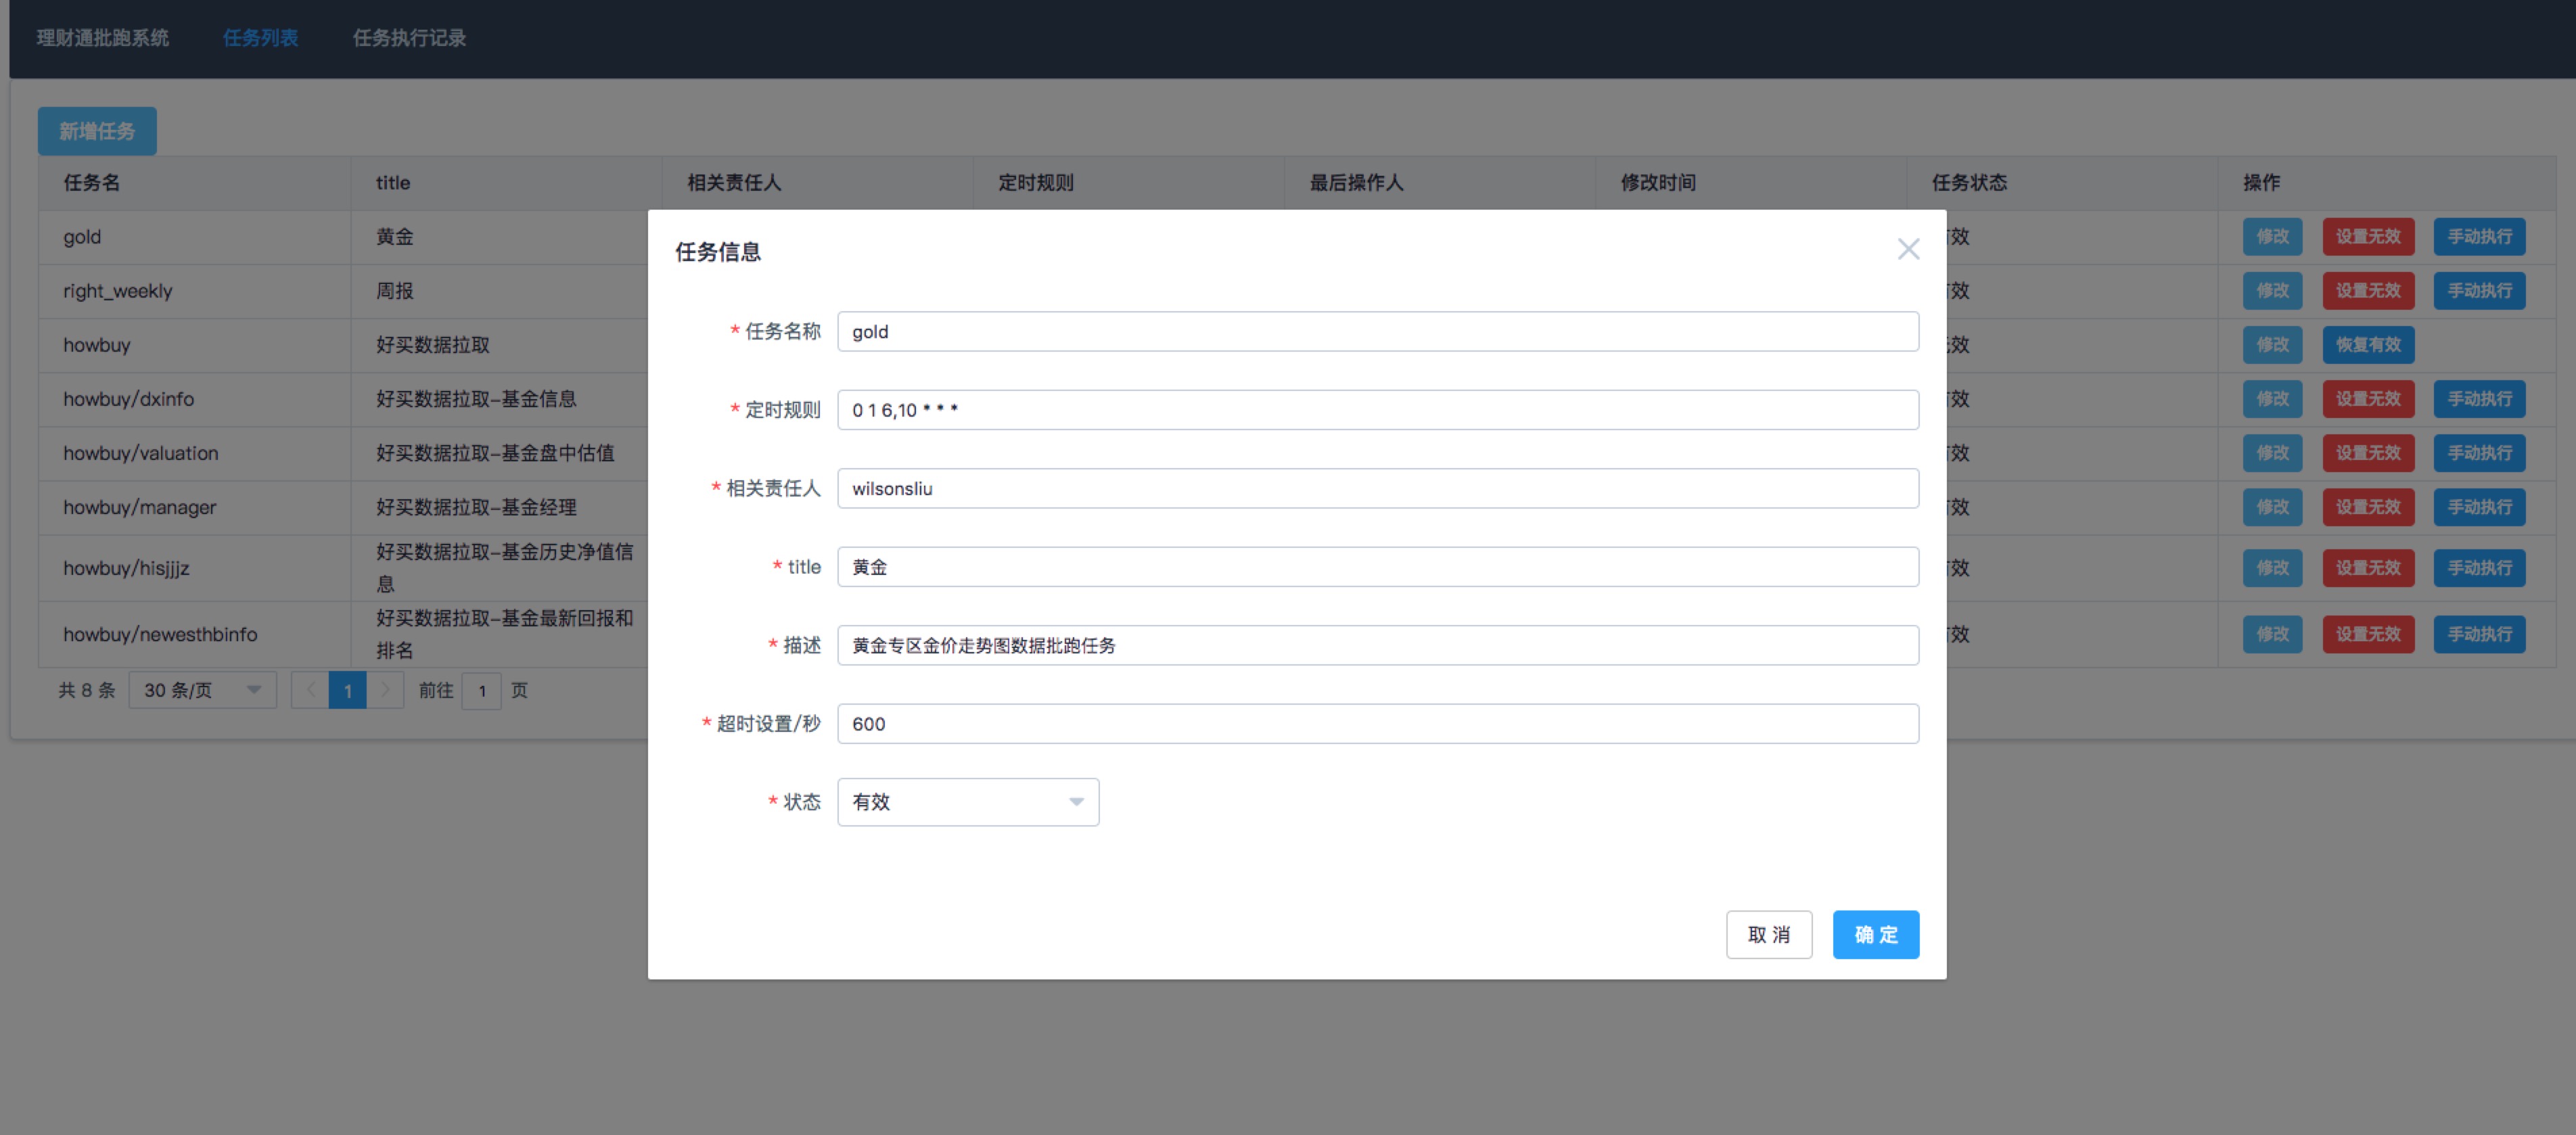 理财通批跑系统 任务列表 任务执行记录
新增任务
任务名 title 相关责任人 定时规则 最后操作人 修改时间 任务状态 操作
gold 黄金 效 修改 设置无效 手动执行
right_weekly 周报 效 修改 设置无效 手动执行
howbuy 好买数据拉取 效 修改 恢复有效
howbuy/dxinfo 好买数据拉取-基金信息 效 修改 设置无效 手动执行
howbuy/valuation 好买数据拉取-基金盘中估值 效 修改 设置无效 手动执行
howbuy/manager 好买数据拉取-基金经理 效 修改 设置无效 手动执行
howbuy/hisjjjz 好买数据拉取-基金历史净值信
息 效 修改 设置无效 手动执行
howbuy/newesthbinfo 好买数据拉取-基金最新回报和
排名 效 修改 设置无效 手动执行
共 8 条 30 条/页 1 前往 1 页
任务信息
* 任务名称 gold
* 定时规则 0 1 6,10 * * *
* 相关责任人 wilsonsliu
* title 黄金
* 描述 黄金专区金价走势图数据批跑任务
* 超时设置/秒 600
* 状态 有效
取 消 确 定